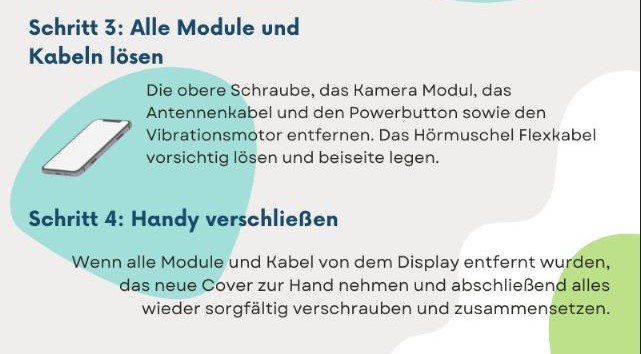 Schritt 3: Alle Module und
Kabeln lösen
Die obere Schraube, das Kamera Modul, das
Antennenkabel und den Powerbutton sowie den
Vibrationsmotor entfernen. Das Hörmuschel Flexkabel
vorsichtig lösen und beiseite legen.
Schritt 4: Handy verschließen
Wenn alle Module und Kabel von dem Display entfernt wurden,
das neue Cover zur Hand nehmen und abschließend alles
wieder sorgfältig verschrauben und zusammensetzen.